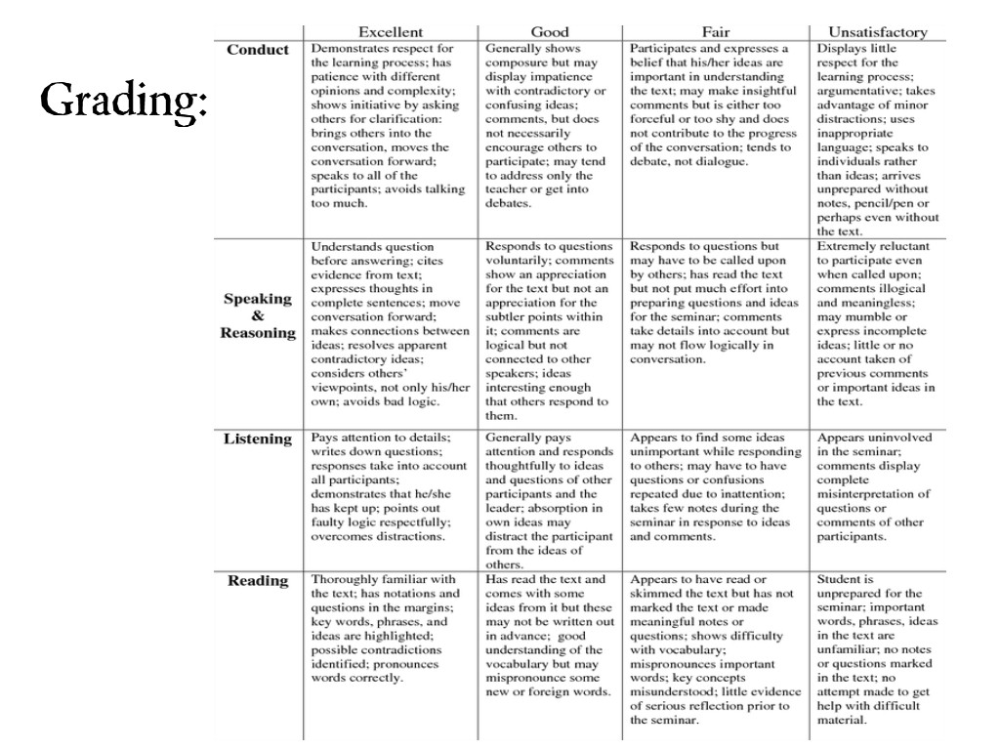 Grading:
Excellent
Good
Fair
Unsatisfactory
Conduct
Demonstrates respect for
the learning process; has
patience with different
opinions and complexity;
shows initiative by asking
others for clarification:
brings others into the
conversation, moves the
conversation forward;
speaks to all of the
participants; avoids talking
too much.
Generally shows
composure but may
display impatience
with contradictory or
confusing ideas;
comments, but does
not necessarily
encourage others to
participate; may tend
to address only the
teacher or get into
debates.
Participates and expresses a
belief that his/her ideas are
important in understanding
the text; may make insightful
comments but is either too
forceful or too shy and does
not contribute to the progress
of the conversation; tends to
debate, not dialogue.
Displays little
respect for the
learning process;
argumentative; takes
advantage of minor
distractions; uses
inappropriate
language; speaks to
individuals rather
than ideas; arrives
unprepared without
notes, pencil/pen or
perhaps even without
the text.
Speaking
&
Reasoning
Understands question
before answering; cites
evidence from text;
expresses thoughts in
complete sentences; move
conversation forward;
makes connections between
ideas; resolves apparent
contradictory ideas;
considers others'
viewpoints, not only his/her
own; avoids bad logic.
Responds to questions
voluntarily; comments
show an appreciation
for the text but not an
appreciation for the
subtler points within
it; comments are
logical but not
connected to other
speakers; ideas
interesting enough
that others respond to
them.
Responds to questions but
may have to be called upon
by others; has read the text
but not put much effort into
preparing questions and ideas
for the seminar; comments
take details into account but
may not flow logically in
conversation.
Extremely reluctant
to participate even
when called upon;
comments illogical
and meaningless;
may mumble or
express incomplete
ideas; little or no
account taken of
previous comments
or important ideas in
the text.
Listening
Pays attention to details;
writes down questions;
responses take into account
all participants;
demonstrates that he/she
has kept up; points out
faulty logic respectfully;
overcomes distractions.
Generally pays
attention and responds
thoughtfully to ideas
and questions of other
participants and the
leader; absorption in
own ideas may
distract the participant
from the ideas of
others.
Appears to find some ideas
unimportant while responding
to others; may have to have
questions or confusions
repeated due to inattention;
takes few notes during the
seminar in response to ideas
and comments.
Appears uninvolved
in the seminar;
comments display
complete
misinterpretation of
questions or
comments of other
participants.
Reading
Thoroughly familiar with
the text; has notations and
questions in the margins;
key words, phrases, and
ideas are highlighted;
possible contradictions
identified; pronounces
words correctly.
Has read the text and
comes with some
ideas from it but these
may not be written out
in advance; good
understanding of the
vocabulary but may
mispronounce some
new or foreign words.
Appears to have read or
skimmed the text but has not
marked the text or made
meaningful notes or
questions; shows difficulty
with vocabulary;
mispronounces important
words; key concepts
misunderstood; little evidence
of serious reflection prior to
the seminar.
Student is
unprepared for the
seminar; important
words, phrases, ideas
in the text are
unfamiliar; no notes
or questions marked
in the text; no
attempt made to get
help with difficult
material.